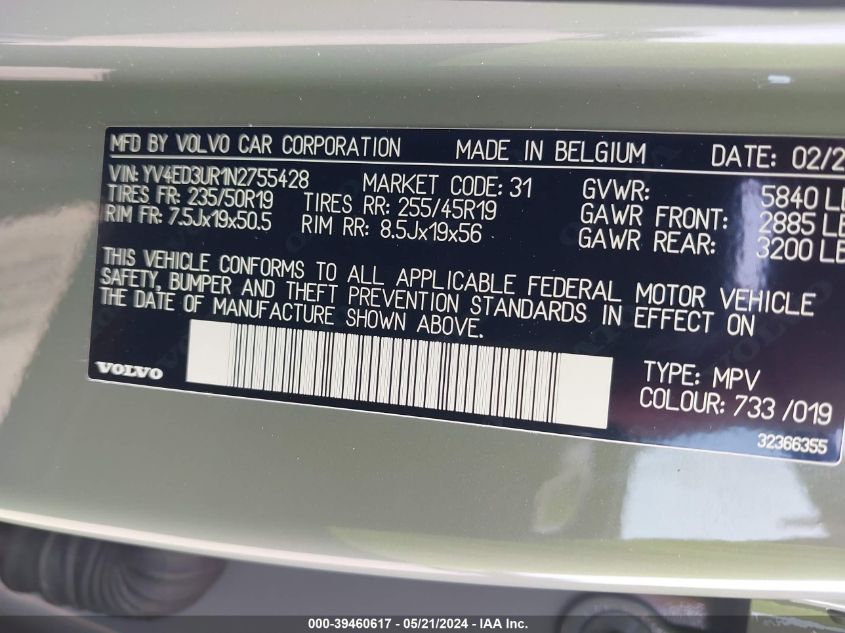 MFD BY VOLVO CAR CORPORATION MADE IN BELGIUM DATE: 02/2
VIN: YV4ED3UR1N2755428 MARKET CODE: 31 GVWR: 5840 LB
TIRES FR: 235/50R19 TIRES RR: 255/45R19 GAWR FRONT: 2885 LB
RIM FR: 7.5Jx19x50.5 RIM RR: 8.5Jx19x56 GAWR REAR: 3200 LB
THIS VEHICLE CONFORMS TO ALL APPLICABLE FEDERAL MOTOR VEHICLE
SAFETY, BUMPER AND THEFT PREVENTION STANDARDS IN EFFECT ON
THE DATE OF MANUFACTURE SHOWN ABOVE.
VOLVO
TYPE: MPV
COLOUR: 733 /019
32366355
000-39460617 - 05/21/2024 - IAA Inc.